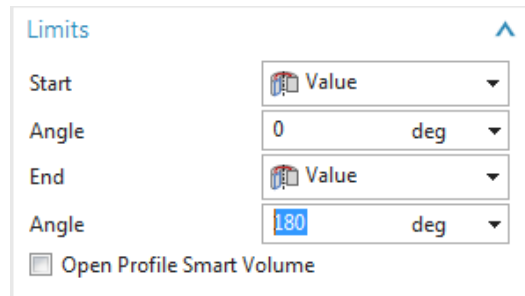 Limits
Start Value
Angle 0 deg
End Value
Angle 180 deg
Open Profile Smart Volume